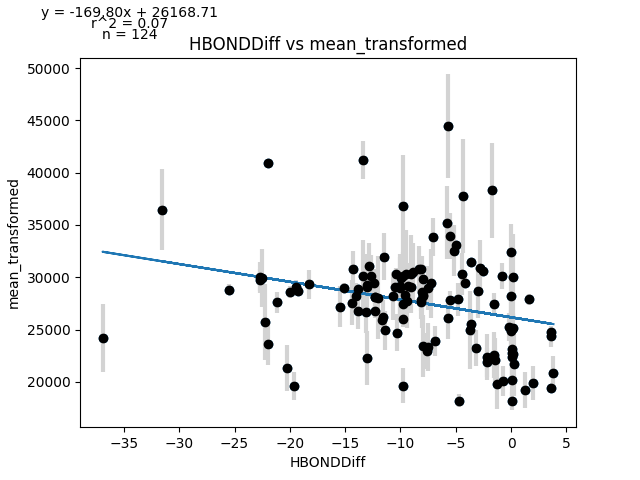 y = -169.80x + 26168.71
r^2 = 0.07
n = 124
HBONDDiff vs mean_transformed
50000
45000
40000
35000
30000
25000
20000
mean_transformed
−35
−30
−25
−20
−15
−10
−5
0
5
HBONDDiff